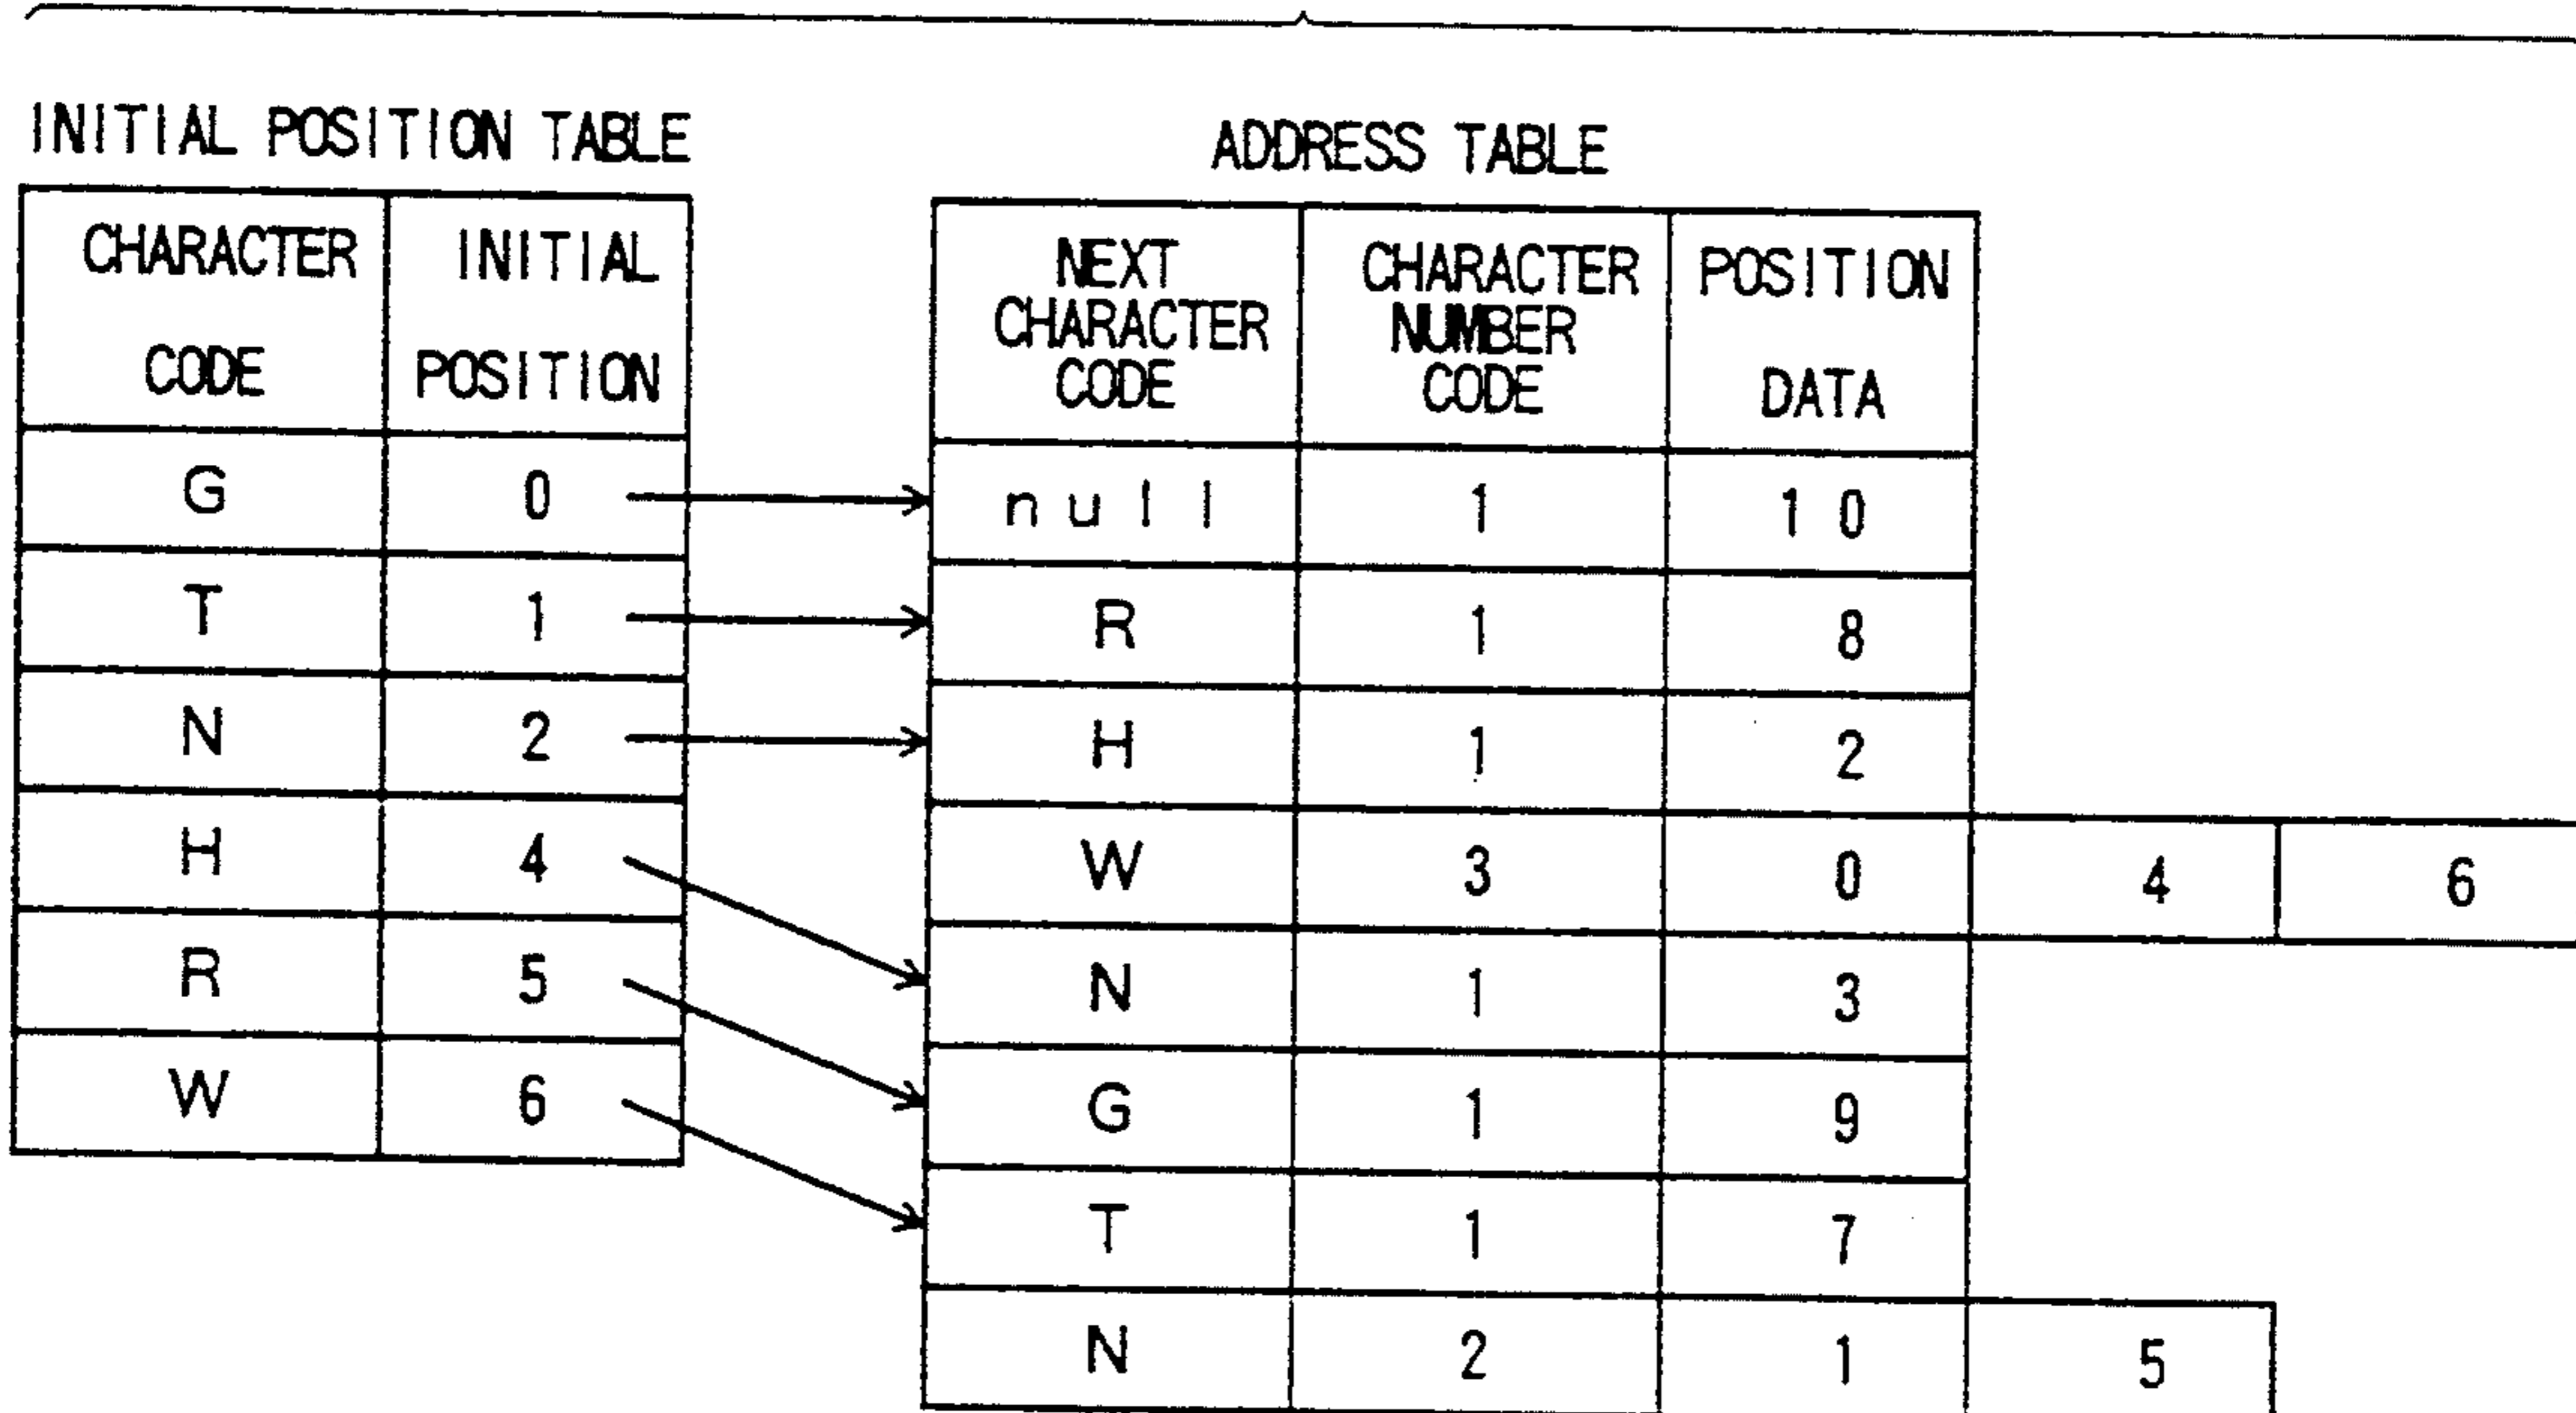 INITIAL POSITION TABLE
CHARACTER CODE INITIAL POSITION
G 0
T 1
N 2
H 4
R 5
W 6
ADDRESS TABLE
NEXT CHARACTER CODE CHARACTER NUMBER CODE POSITION DATA
null 1 10
R 1 8
H 1 2
W 3 0 4 6
N 1 3
G 1 9
T 1 7
N 2 1 5